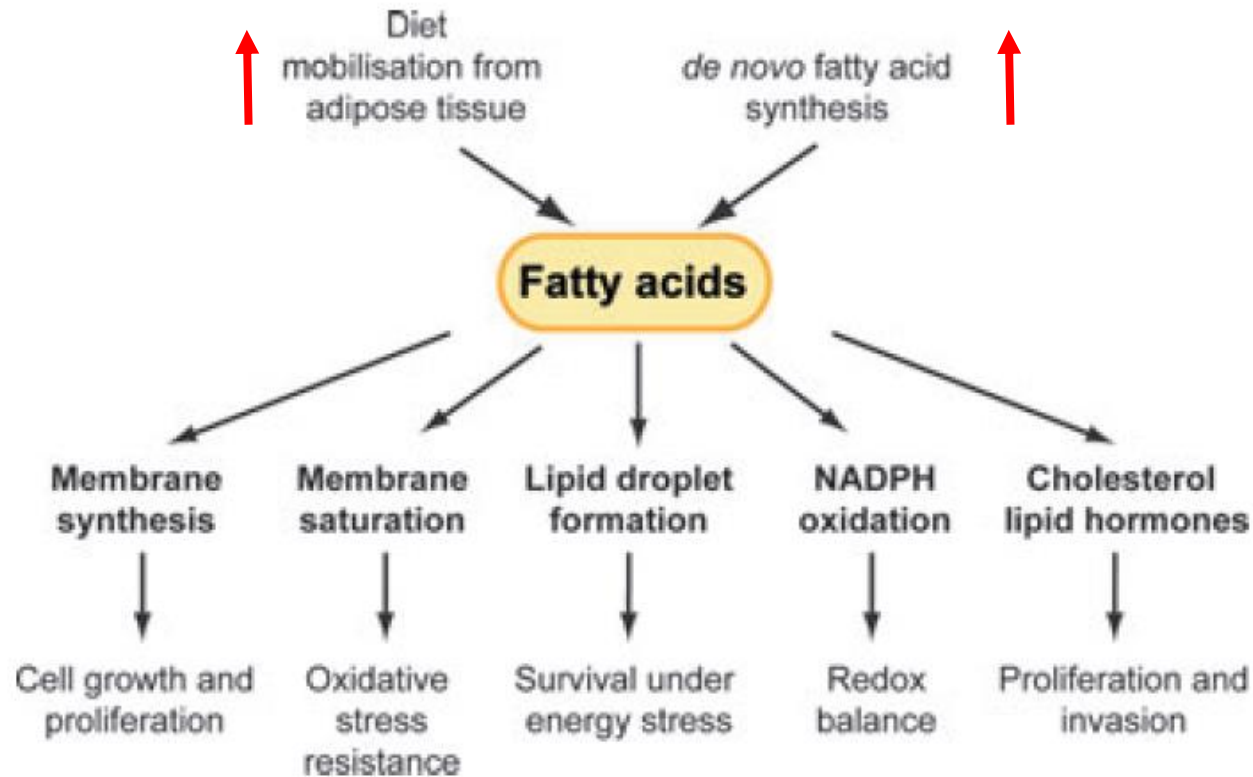 Diet
mobilisation from
adipose tissue
de novo fatty acid
synthesis
Fatty acids
Membrane
synthesis
Membrane
saturation
Lipid droplet
formation
NADPH
oxidation
Cholesterol
lipid hormones
Cell growth and
proliferation
Oxidative
stress
resistance
Survival under
energy stress
Redox
balance
Proliferation and
invasion